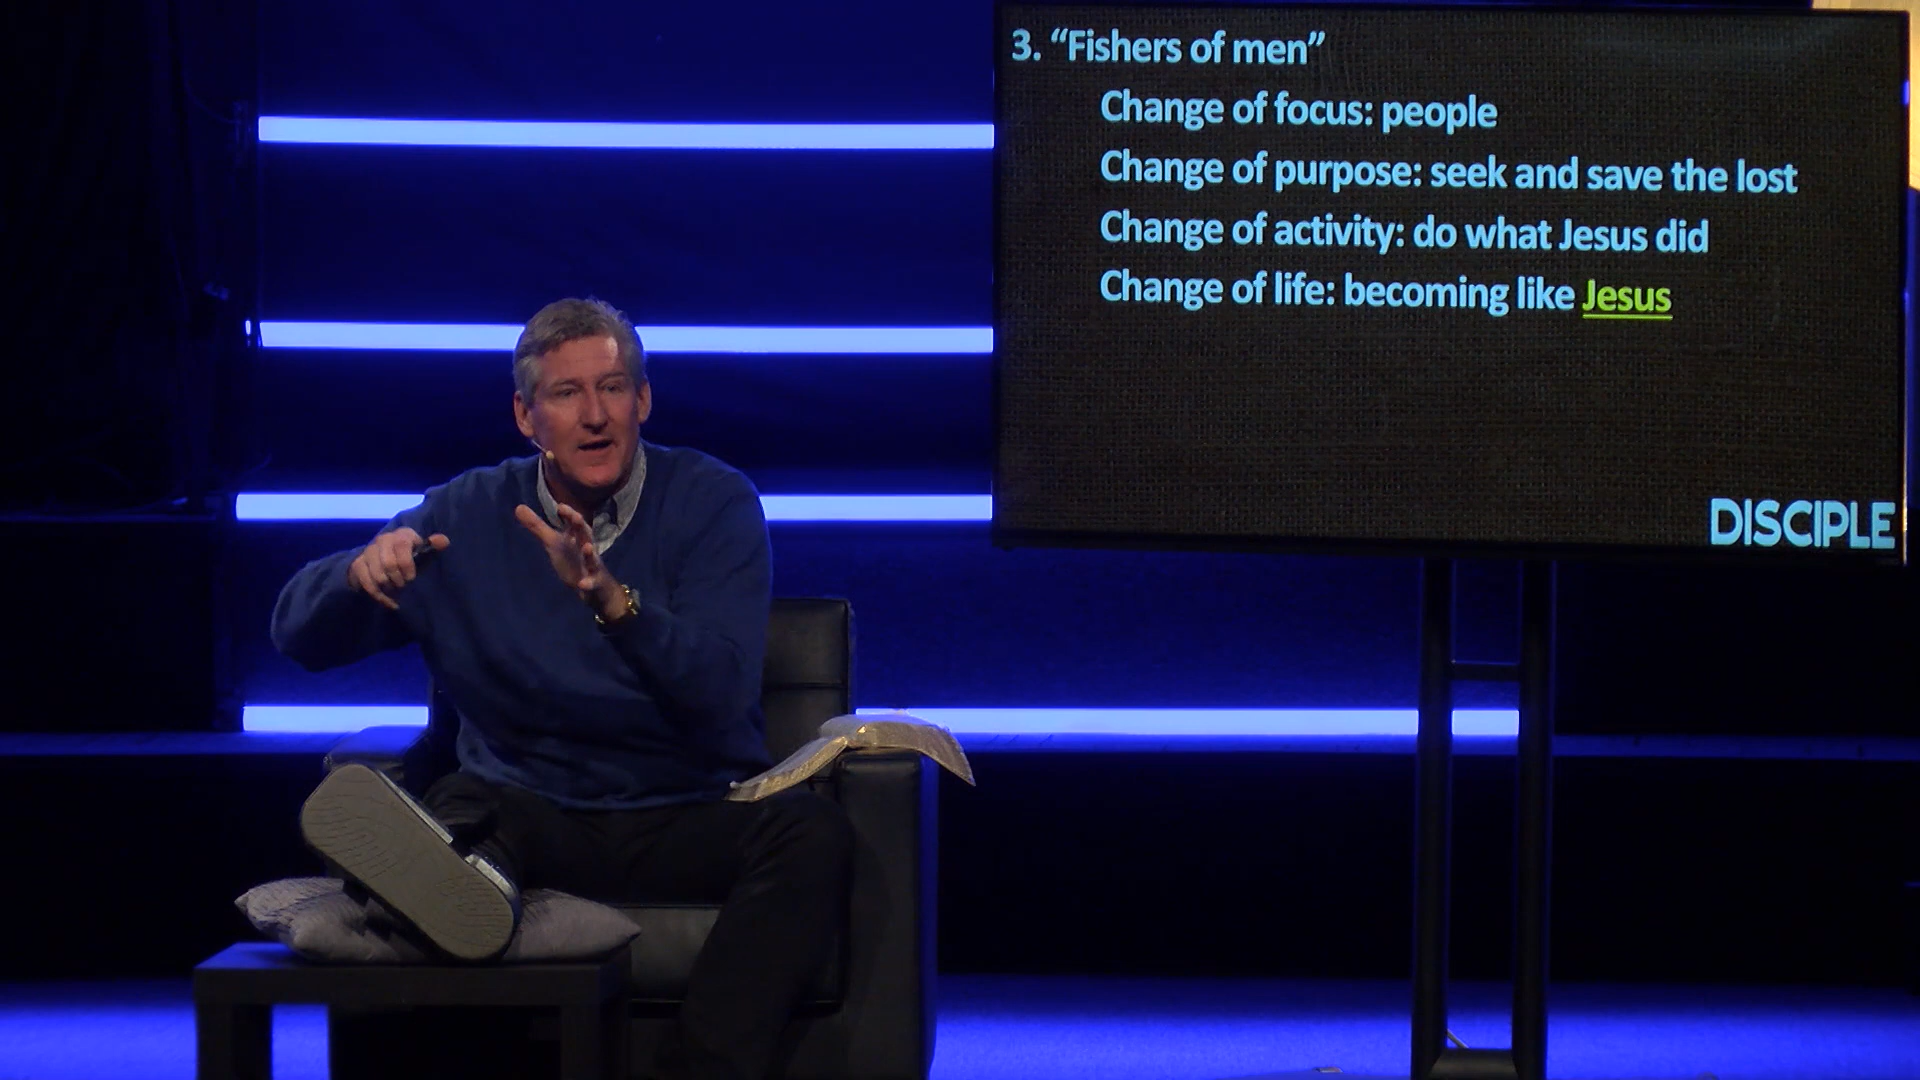 3. “Fishers of men”
Change of focus: people
Change of purpose: seek and save the lost
Change of activity: do what Jesus did
Change of life: becoming like Jesus
DISCIPLE